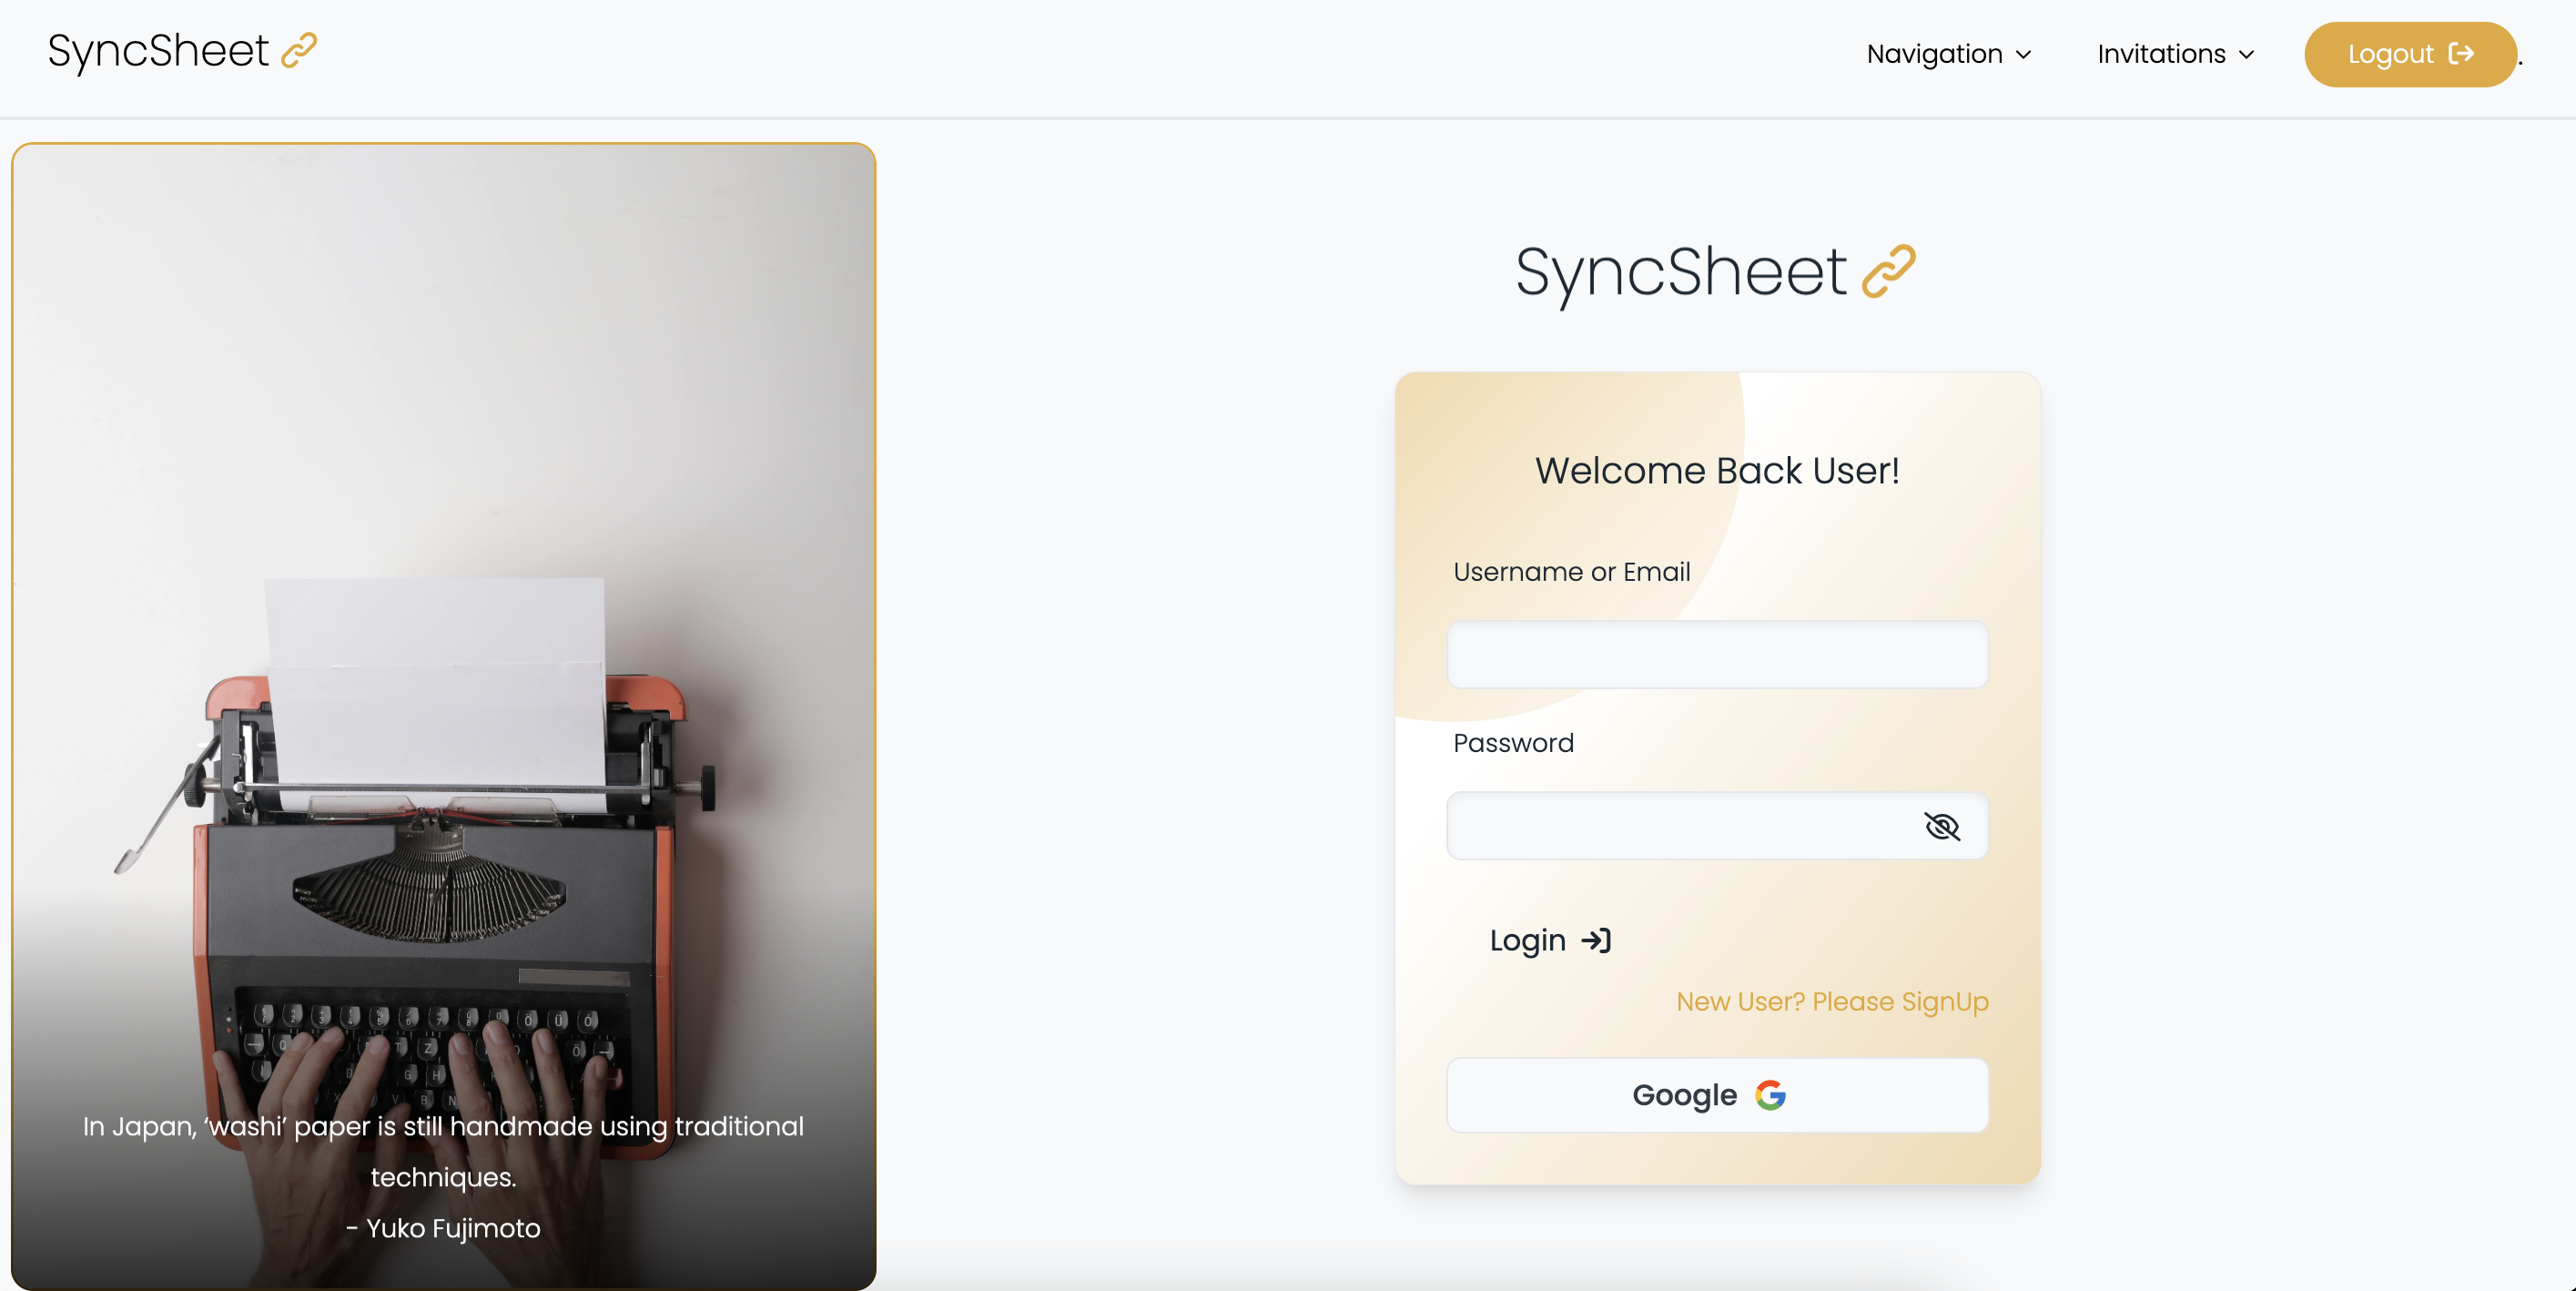 SyncSheet
Navigation
Invitations
Logout
.
In Japan, ‘washi’ paper is still handmade using traditional
techniques.
- Yuko Fujimoto
SyncSheet
Welcome Back User!
Username or Email
Password
Login
New User? Please SignUp
Google